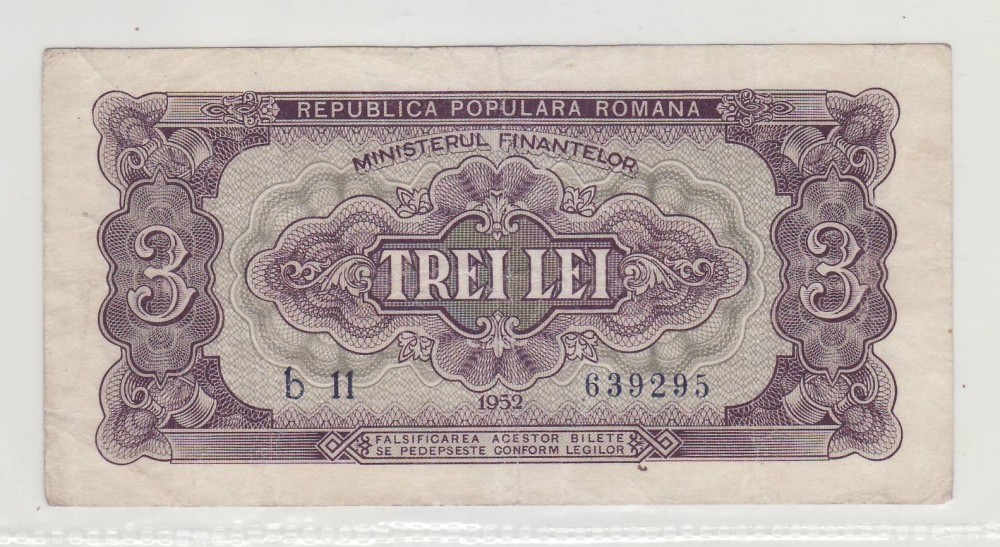 REPUBLICA POPULARA ROMANA
MINISTERUL FINANTELOR
3 TREI LEI 3
b 11 639295
1952
FALSIFICAREA ACESTOR BILETE
SE PEDEPSESTE CONFORM LEGILOR